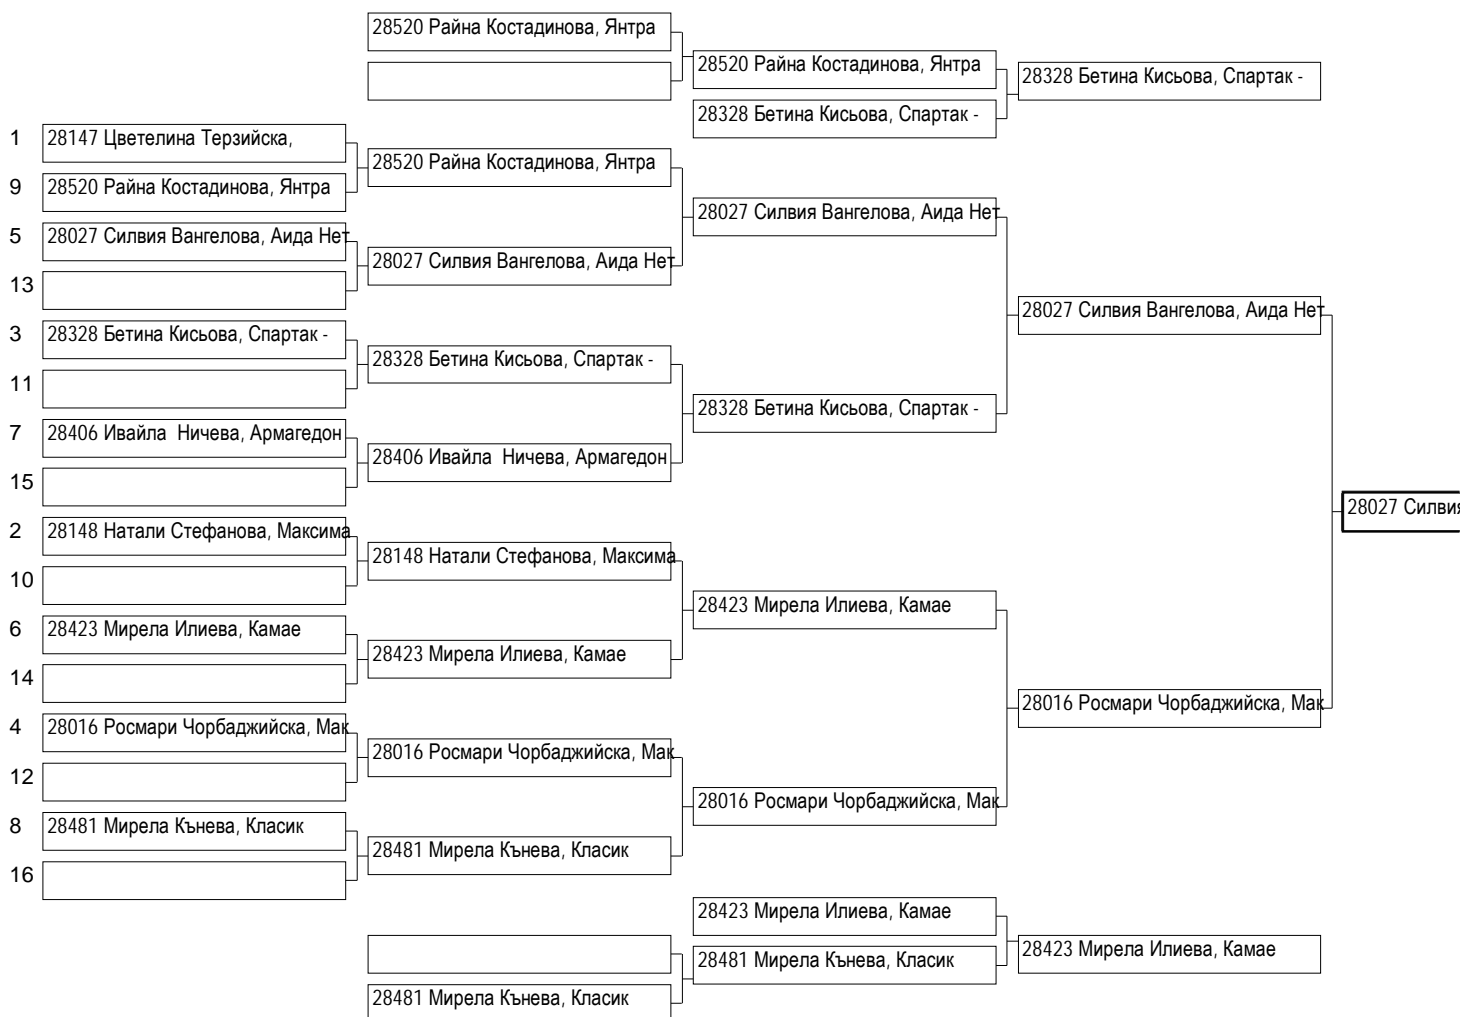 28520 Райна Костадинова, Янтра
28520 Райна Костадинова, Янтра
28328 Бетина Кисьова, Спартак -
28328 Бетина Кисьова, Спартак -
1 28147 Цветелина Терзийска,
28520 Райна Костадинова, Янтра
9 28520 Райна Костадинова, Янтра
28027 Силвия Вангелова, Аида Нет
5 28027 Силвия Вангелова, Аида Нет
28027 Силвия Вангелова, Аида Нет
13
28027 Силвия Вангелова, Аида Нет
3 28328 Бетина Кисьова, Спартак -
28328 Бетина Кисьова, Спартак -
11
28328 Бетина Кисьова, Спартак -
7 28406 Ивайла  Ничева, Армагедон
28406 Ивайла  Ничева, Армагедон
15
28027 Силвия
2 28148 Натали Стефанова, Максима
28148 Натали Стефанова, Максима
10
28423 Мирела Илиева, Камае
6 28423 Мирела Илиева, Камае
28423 Мирела Илиева, Камае
14
28016 Росмари Чорбаджийска, Мак
4 28016 Росмари Чорбаджийска, Мак
28016 Росмари Чорбаджийска, Мак
12
28016 Росмари Чорбаджийска, Мак
8 28481 Мирела Кънева, Класик
28481 Мирела Кънева, Класик
16
28423 Мирела Илиева, Камае
28481 Мирела Кънева, Класик
28423 Мирела Илиева, Камае
28481 Мирела Кънева, Класик